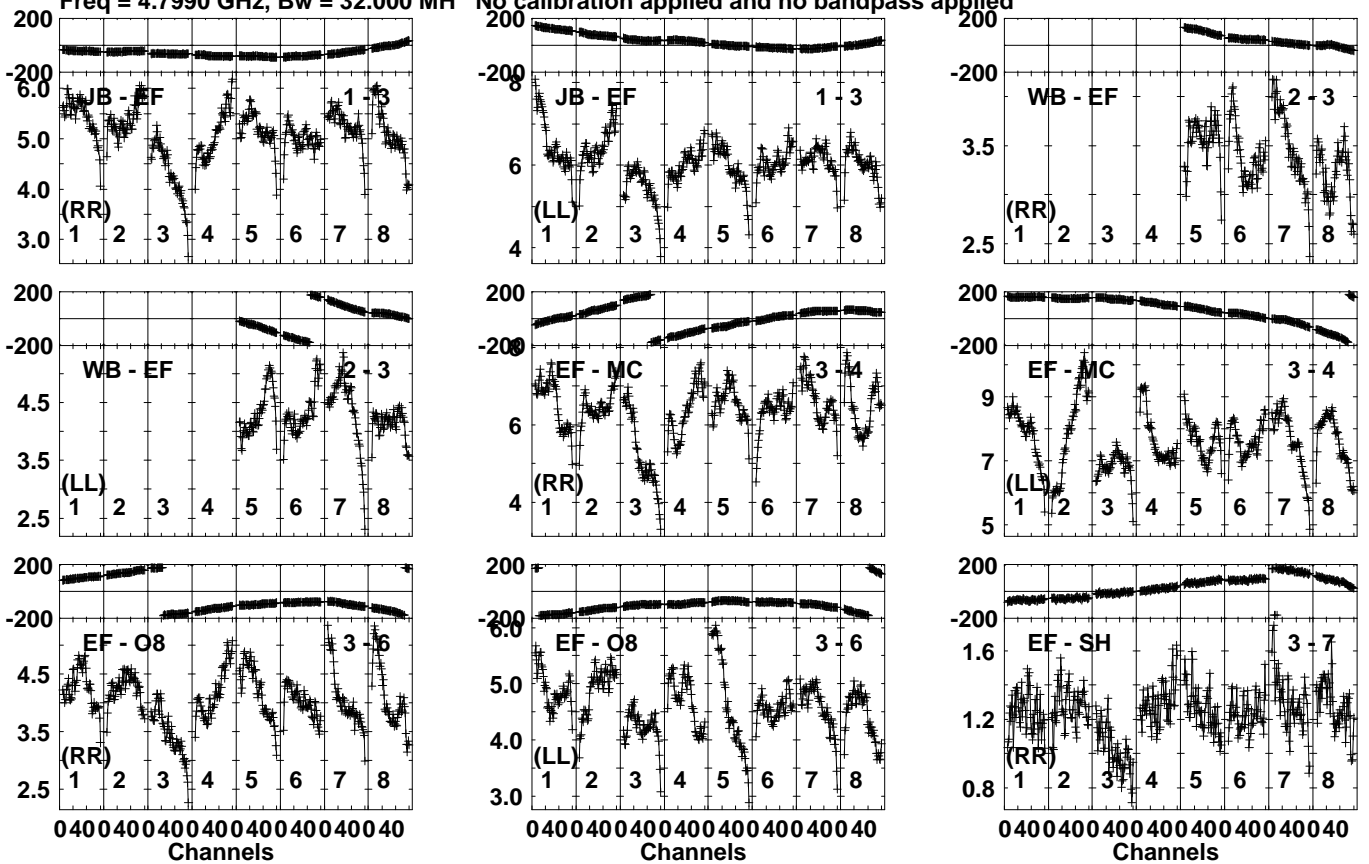 Freq = 4.7990 GHz, Bw = 32.000 MH No calibration applied and no bandpass applied
200
-200
6.0
5.0
4.0
3.0
JB - EF 1 - 3
(RR)
1 2 3 4 5 6 7 8
200
-200
8
6
4
JB - EF 1 - 3
(LL)
1 2 3 4 5 6 7 8
200
-200
3.5
2.5
WB - EF 2 - 3
(RR)
1 2 3 4 5 6 7 8
200
-200
4.5
3.5
2.5
WB - EF 2 - 3
(LL)
1 2 3 4 5 6 7 8
200
-200
8
6
4
EF - MC 3 - 4
(RR)
1 2 3 4 5 6 7 8
200
-200
9
7
5
EF - MC 3 - 4
(LL)
1 2 3 4 5 6 7 8
200
-200
4.5
3.5
2.5
EF - O8 3 - 6
(RR)
1 2 3 4 5 6 7 8
0 40 0 40 0 40 0 40 0 40 0 40 0 40 0 40
Channels
200
-200
6.0
5.0
4.0
3.0
EF - O8 3 - 6
(LL)
1 2 3 4 5 6 7 8
0 40 0 40 0 40 0 40 0 40 0 40 0 40 0 40
Channels
200
-200
1.6
1.2
0.8
EF - SH 3 - 7
(RR)
1 2 3 4 5 6 7 8
0 40 0 40 0 40 0 40 0 40 0 40 0 40 0 40
Channels